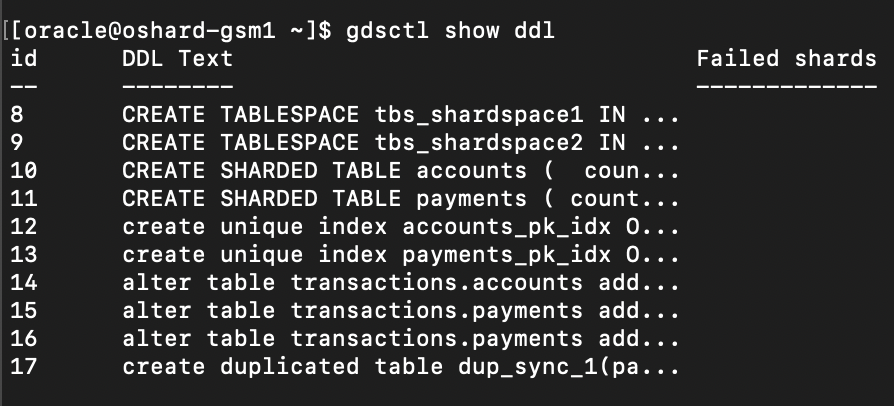 [[oracle@oshard-gsm1 ~]$ gdsctl show ddl
id      DDL Text                                 Failed shards
--      --------                                 -------------
8       CREATE TABLESPACE tbs_shardspace1 IN ...
9       CREATE TABLESPACE tbs_shardspace2 IN ...
10      CREATE SHARDED TABLE accounts (  coun...
11      CREATE SHARDED TABLE payments ( count...
12      create unique index accounts_pk_idx O...
13      create unique index payments_pk_idx O...
14      alter table transactions.accounts add...
15      alter table transactions.payments add...
16      alter table transactions.payments add...
17      create duplicated table dup_sync_1(pa...